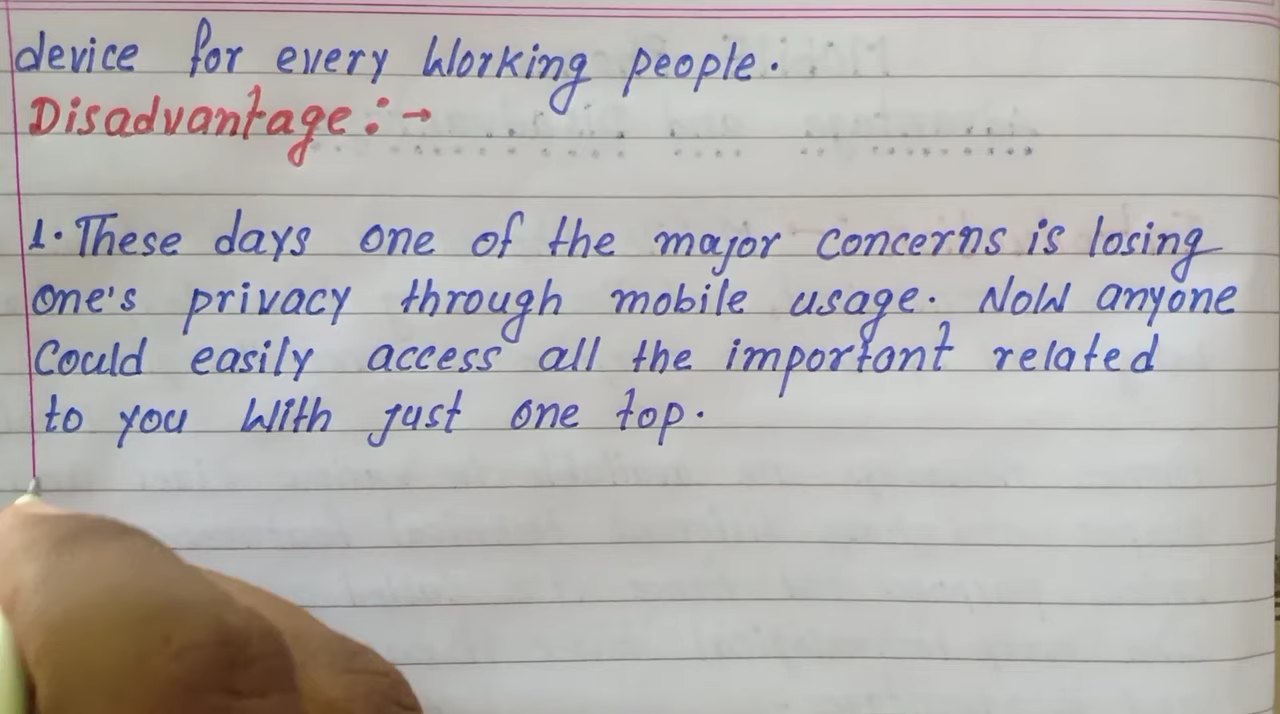 device for every working people.
Disadvantage:→
1. These days one of the major concerns is losing
one's privacy through mobile usage. Now anyone
could easily access all the important related
to you with just one top.